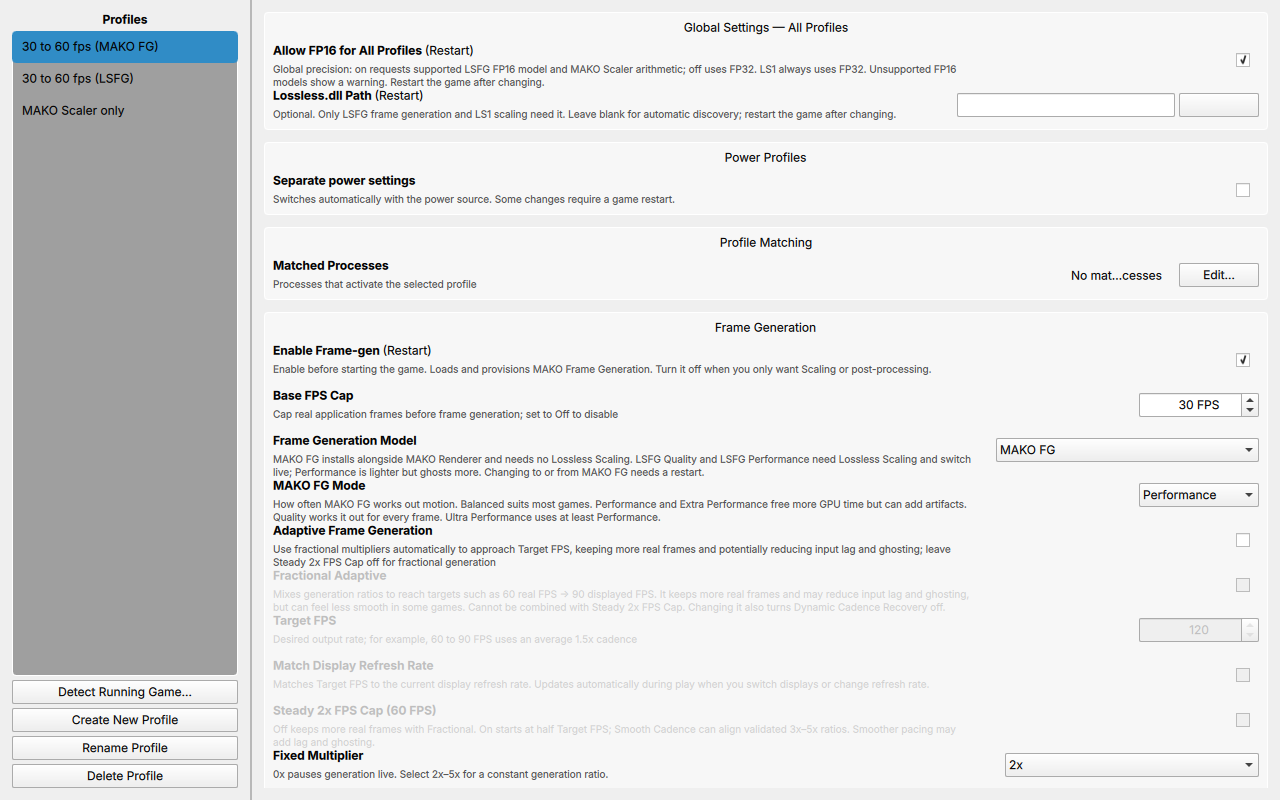 Profiles
30 to 60 fps (MAKO FG)
30 to 60 fps (LSFG)
MAKO Scaler only
Detect Running Game...
Create New Profile
Rename Profile
Delete Profile
Global Settings — All Profiles
Allow FP16 for All Profiles (Restart)
Global precision: on requests supported LSFG FP16 model and MAKO Scaler arithmetic; off uses FP32. LS1 always uses FP32. Unsupported FP16
models show a warning. Restart the game after changing.
Lossless.dll Path (Restart)
Optional. Only LSFG frame generation and LS1 scaling need it. Leave blank for automatic discovery; restart the game after changing.
Power Profiles
Separate power settings
Switches automatically with the power source. Some changes require a game restart.
Profile Matching
Matched Processes
Processes that activate the selected profile
No mat...cesses
Edit...
Frame Generation
Enable Frame-gen (Restart)
Enable before starting the game. Loads and provisions MAKO Frame Generation. Turn it off when you only want Scaling or post-processing.
Base FPS Cap
Cap real application frames before frame generation; set to Off to disable
30 FPS
Frame Generation Model
MAKO FG installs alongside MAKO Renderer and needs no Lossless Scaling. LSFG Quality and LSFG Performance need Lossless Scaling and switch
live; Performance is lighter but ghosts more. Changing to or from MAKO FG needs a restart.
MAKO FG
MAKO FG Mode
How often MAKO FG works out motion. Balanced suits most games. Performance and Extra Performance free more GPU time but can add artifacts.
Quality works it out for every frame. Ultra Performance uses at least Performance.
Performance
Adaptive Frame Generation
Use fractional multipliers automatically to approach Target FPS, keeping more real frames and potentially reducing input lag and ghosting; leave
Steady 2x FPS Cap off for fractional generation
Fractional Adaptive
Mixes generation ratios to reach targets such as 60 real FPS → 90 displayed FPS. It keeps more real frames and may reduce input lag and ghosting,
but can feel less smooth in some games. Cannot be combined with Steady 2x FPS Cap. Changing it also turns Dynamic Cadence Recovery off.
Target FPS
Desired output rate; for example, 60 to 90 FPS uses an average 1.5x cadence
120
Match Display Refresh Rate
Matches Target FPS to the current display refresh rate. Updates automatically during play when you switch displays or change refresh rate.
Steady 2x FPS Cap (60 FPS)
Off keeps more real frames with Fractional. On starts at half Target FPS; Smooth Cadence can align validated 3x–5x ratios. Smoother pacing may
add lag and ghosting.
Fixed Multiplier
0x pauses generation live. Select 2x–5x for a constant generation ratio.
2x